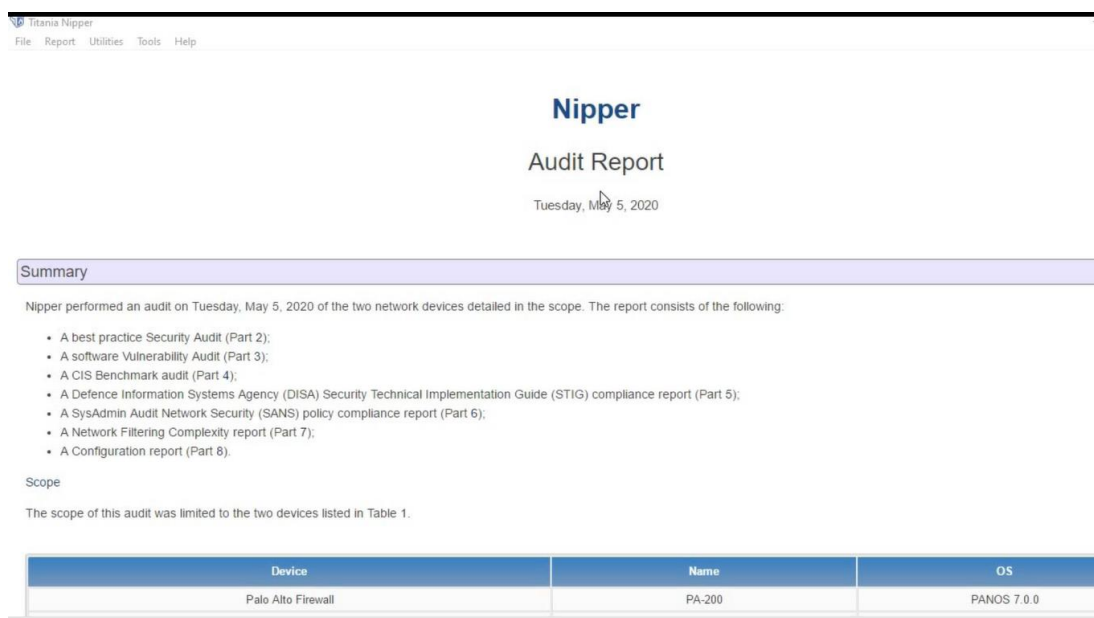 Titania Nipper
File Report Utilities Tools Help
Nipper
Audit Report
Tuesday, May 5, 2020
Summary
Nipper performed an audit on Tuesday, May 5, 2020 of the two network devices detailed in the scope. The report consists of the following:
• A best practice Security Audit (Part 2);
• A software Vulnerability Audit (Part 3);
• A CIS Benchmark audit (Part 4);
• A Defence Information Systems Agency (DISA) Security Technical Implementation Guide (STIG) compliance report (Part 5);
• A SysAdmin Audit Network Security (SANS) policy compliance report (Part 6);
• A Network Filtering Complexity report (Part 7);
• A Configuration report (Part 8).
Scope
The scope of this audit was limited to the two devices listed in Table 1.
Device Name OS
Palo Alto Firewall PA-200 PANOS 7.0.0